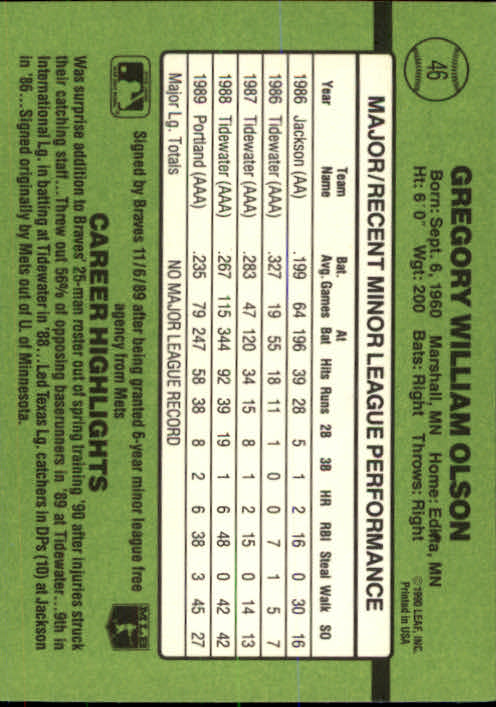 46
GREGORY WILLIAM OLSON
Born: Sept. 6, 1960 Marshall, MN Home: Edina, MN
Ht: 6' 0" Wgt: 200 Bats: Right Throws: Right
©1990 LEAF, INC.
Printed in USA
MAJOR/RECENT MINOR LEAGUE PERFORMANCE
Year Team Name Bat. Avg. Games At Bat Hits Runs 2B 3B HR RBI Steal Walk SO
1986 Jackson (AA) .199 64 196 39 28 5 1 2 16 0 30 16
1986 Tidewater (AAA) .327 19 55 18 11 1 0 0 7 1 5 7
1987 Tidewater (AAA) .283 47 120 34 15 8 1 2 15 0 14 13
1988 Tidewater (AAA) .267 115 344 92 39 19 1 6 48 0 42 42
1989 Portland (AAA) .235 79 247 58 38 8 2 6 38 3 45 27
Major Lg. Totals NO MAJOR LEAGUE RECORD
Signed by Braves 11/6/89 after being granted 6-year minor league free
agency from Mets
CAREER HIGHLIGHTS
Was surprise addition to Braves' 25-man roster out of spring training '90 after injuries struck
their catching staff...Threw out 56% of opposing baserunners in '89 at Tidewater...9th in
International Lg. in batting at Tidewater in '88...Led Texas Lg. catchers in DPs (10) at Jackson
in '86...Signed originally by Mets out of U. of Minnesota.